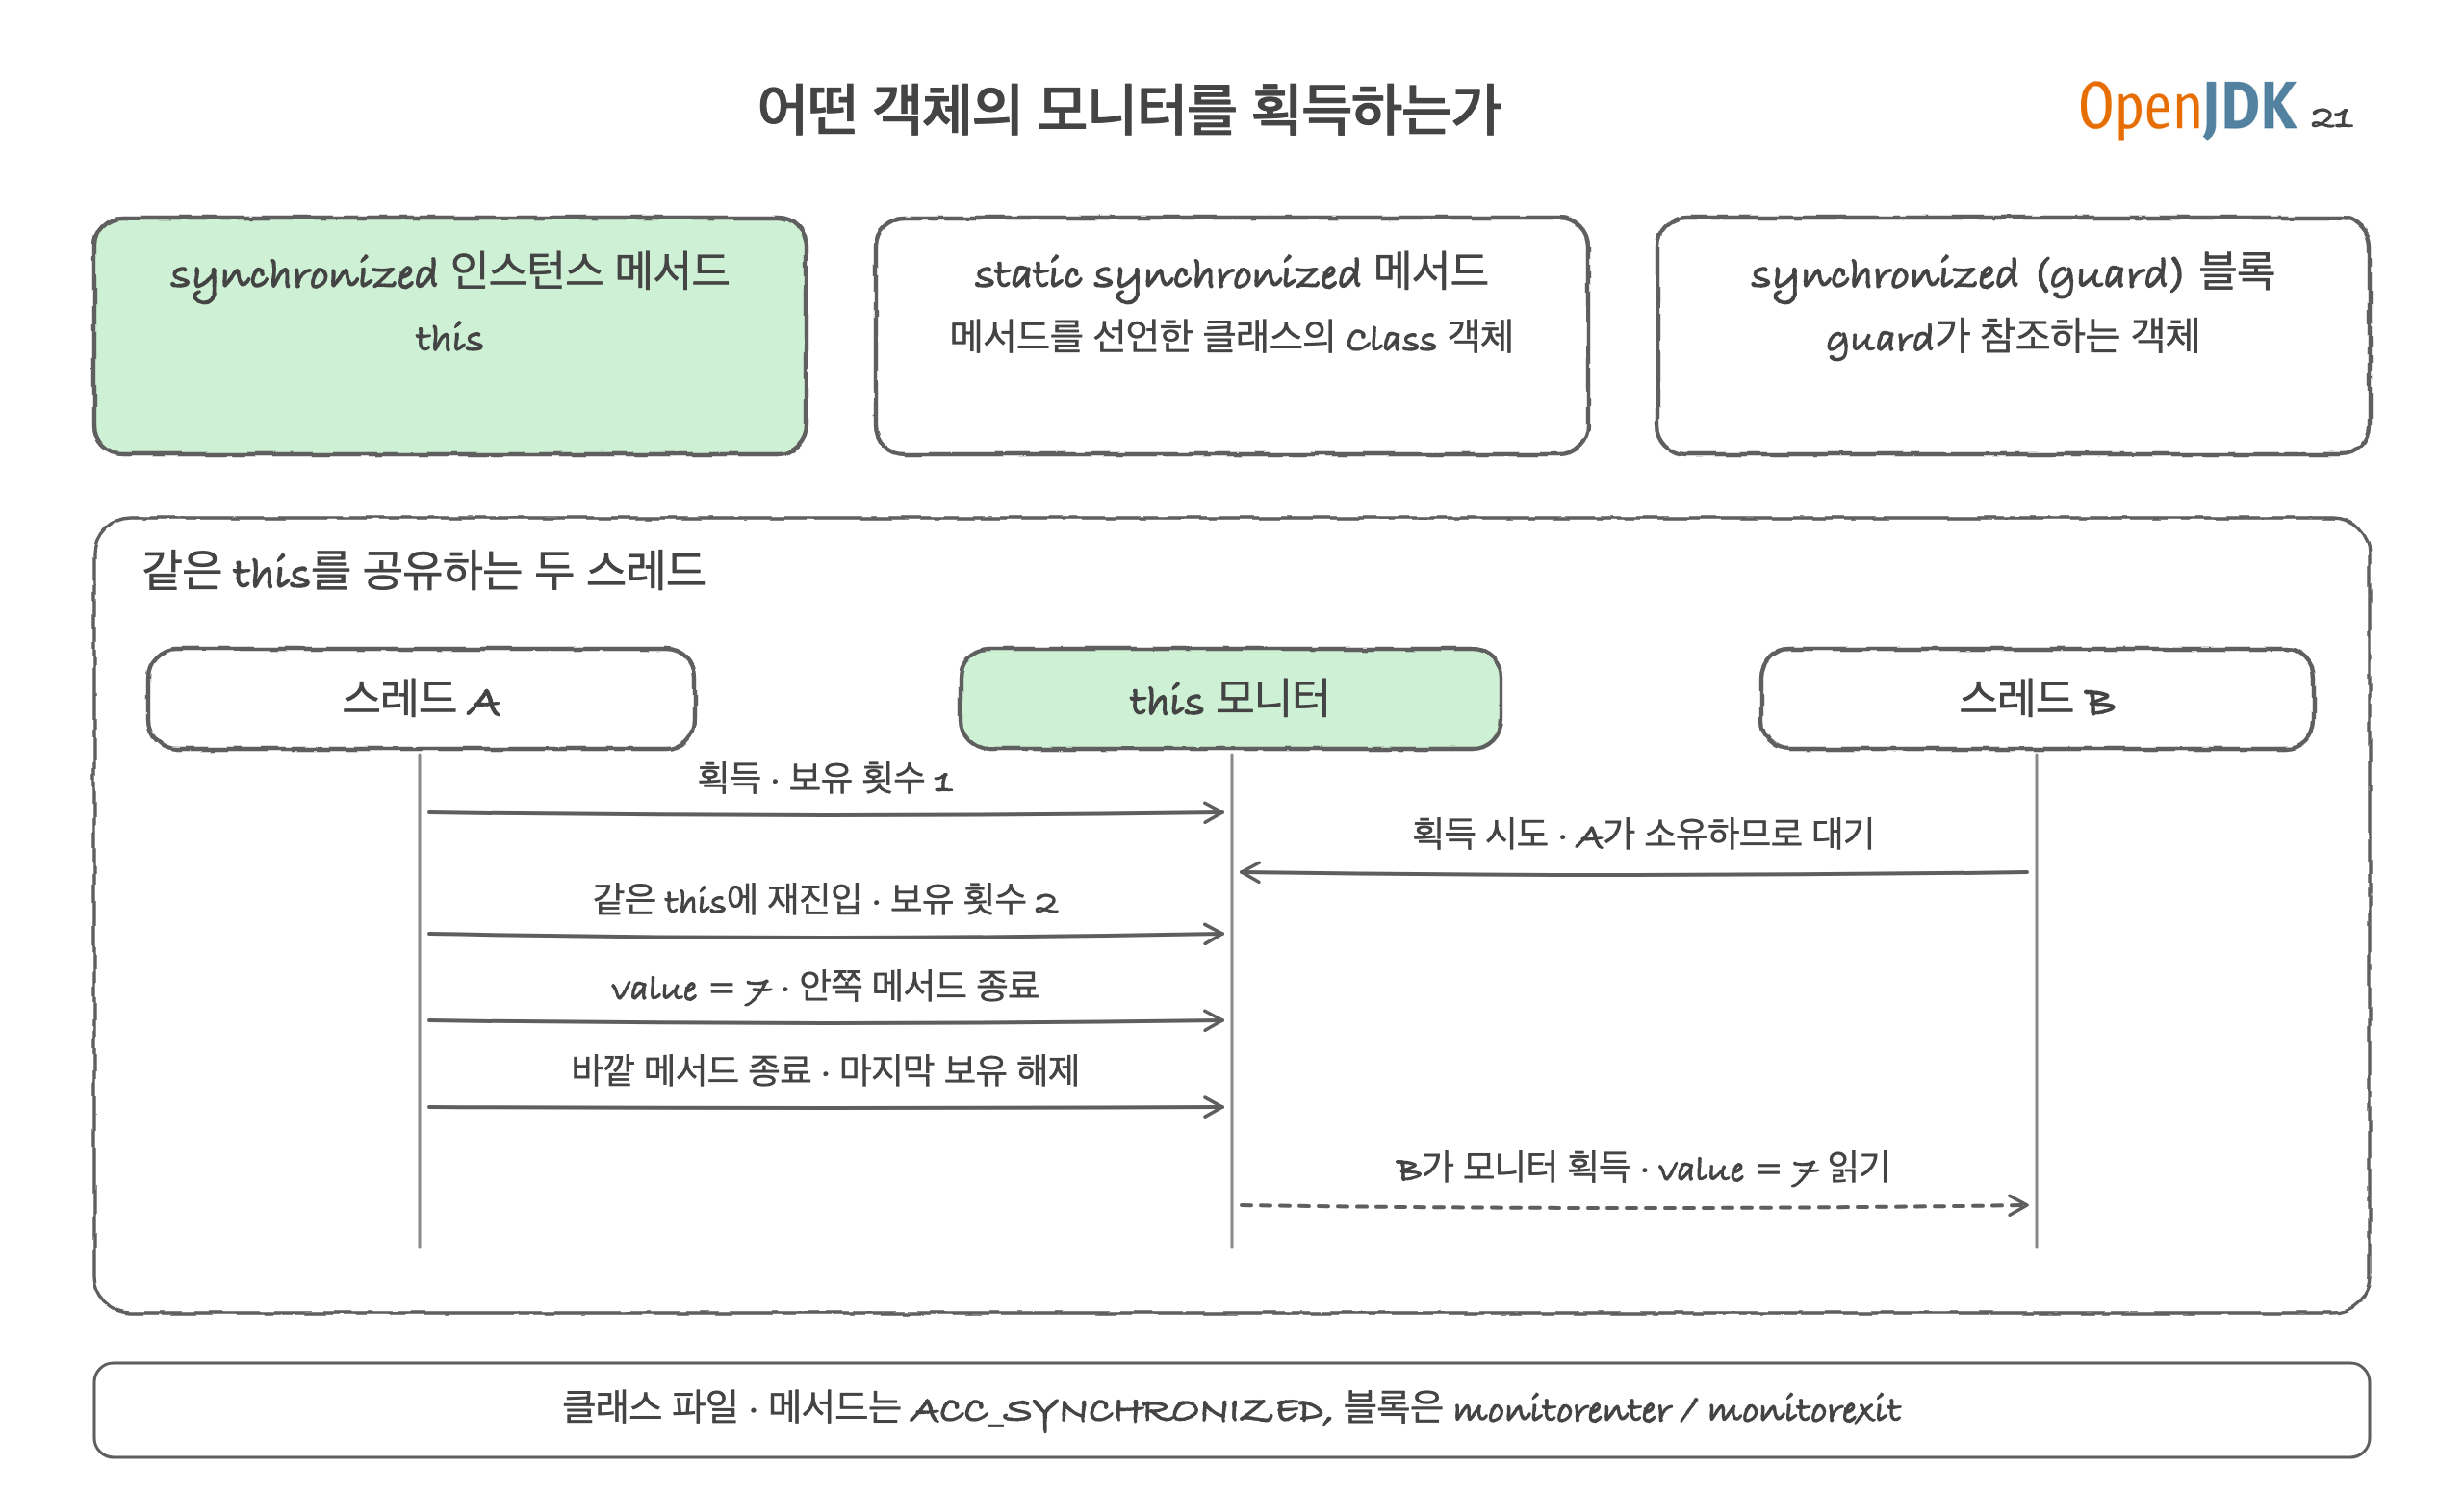 어떤 객체의 모니터를 획득하는가
OpenJDK 21
synchronized 인스턴스 메서드
this
static synchronized 메서드
메서드를 선언한 클래스의 Class 객체
synchronized (guard) 블록
guard가 참조하는 객체
같은 this를 공유하는 두 스레드
스레드 A
this 모니터
스레드 B
획득 · 보유 횟수 1
획득 시도 · A가 소유하므로 대기
같은 this에 재진입 · 보유 횟수 2
value = 7 · 안쪽 메서드 종료
바깥 메서드 종료 · 마지막 보유 해제
B가 모니터 획득 · value = 7 읽기
클래스 파일 · 메서드는 ACC_SYNCHRONIZED, 블록은 monitorenter / monitorexit